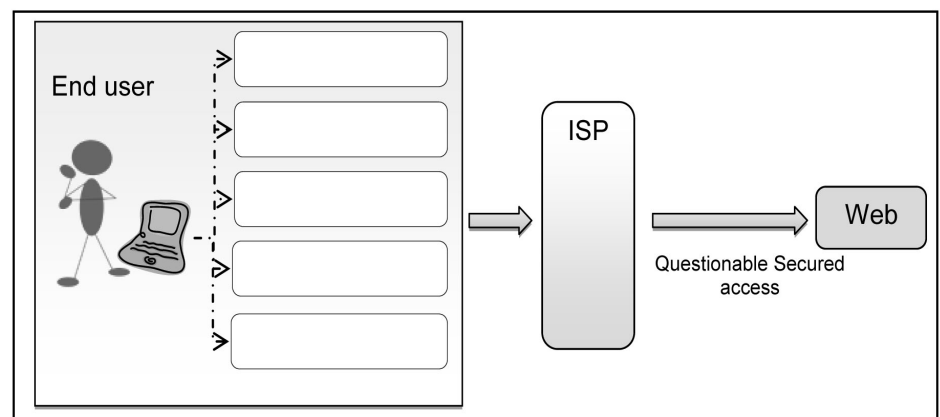 End user
ISP
Web
Questionable Secured
access